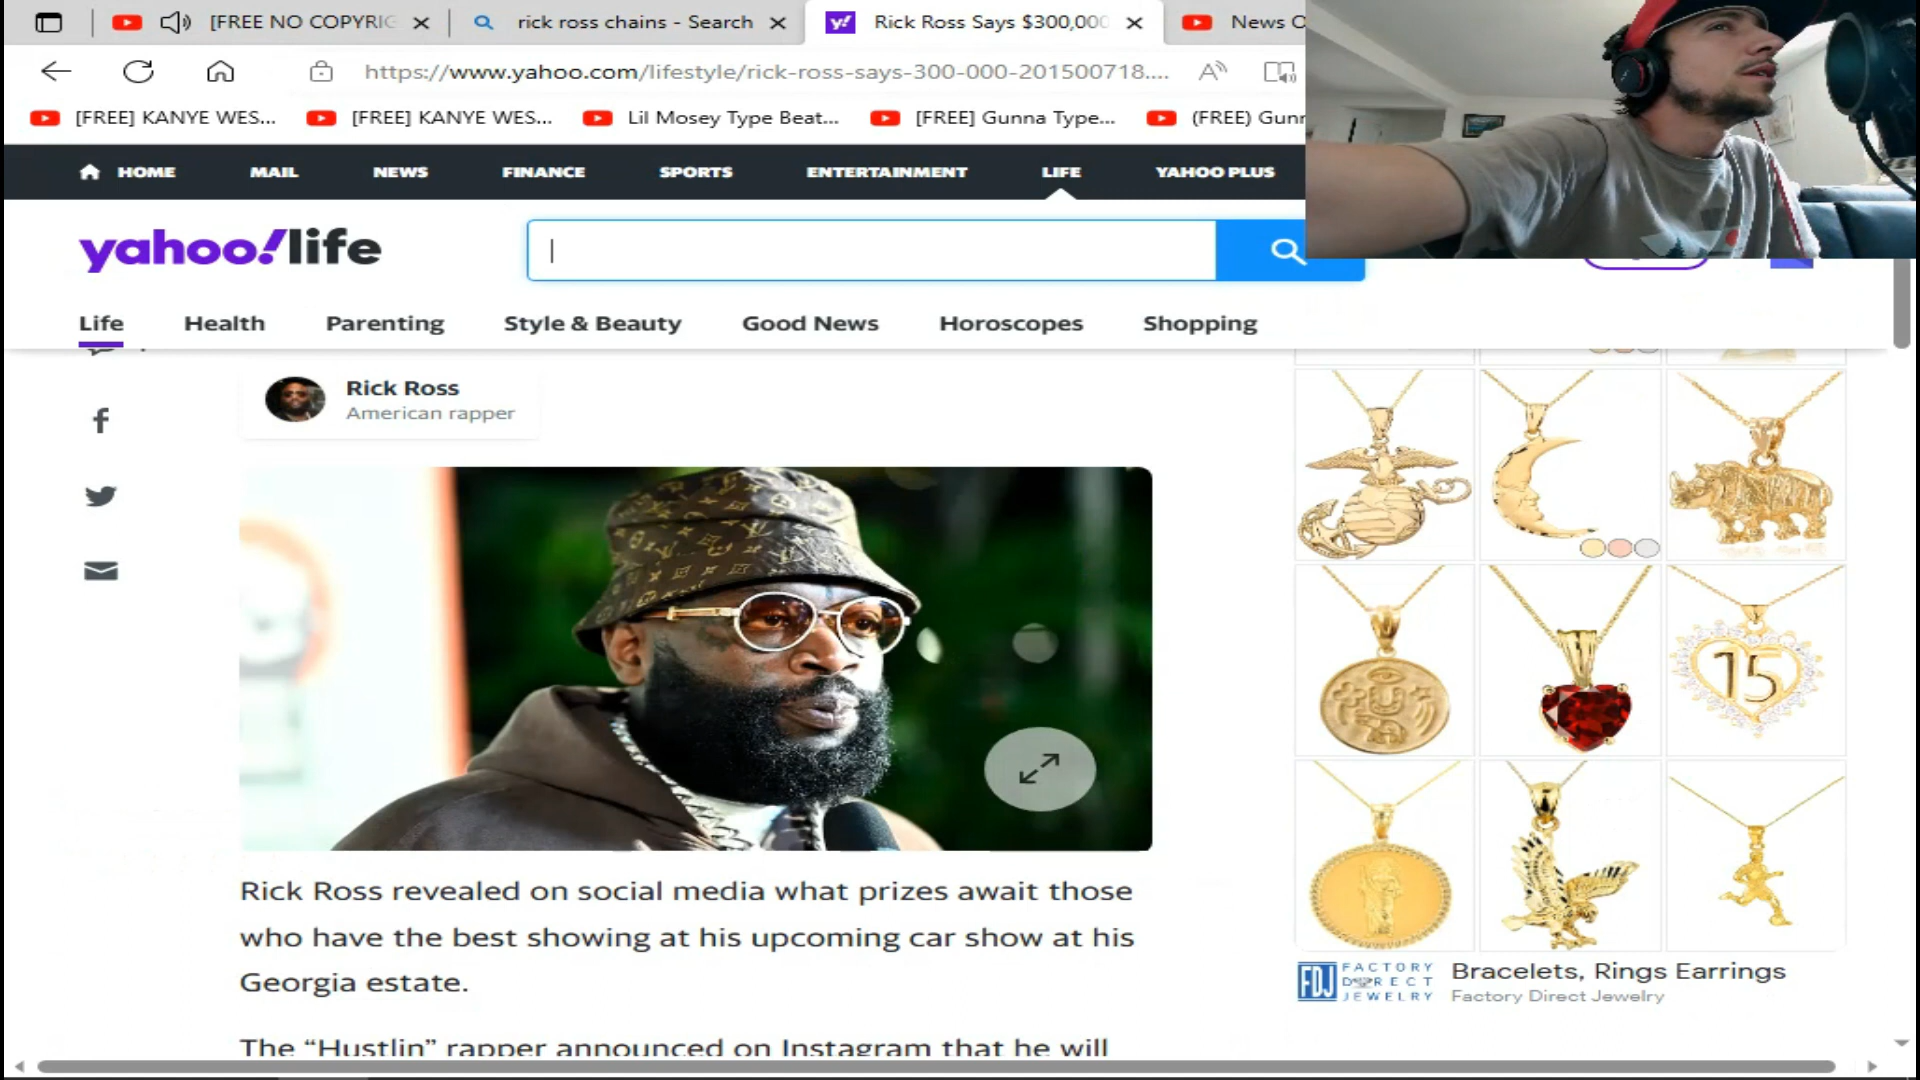 [FREE NO COPYRIG
rick ross chains - Search
Rick Ross Says $300,000
News O
https://www.yahoo.com/lifestyle/rick-ross-says-300-000-201500718....
[FREE] KANYE WES...
[FREE] KANYE WES...
Lil Mosey Type Beat...
[FREE] Gunna Type...
(FREE) Gunn
HOME
MAIL
NEWS
FINANCE
SPORTS
ENTERTAINMENT
LIFE
YAHOO PLUS
yahoo!life
Life
Health
Parenting
Style & Beauty
Good News
Horoscopes
Shopping
Rick Ross
American rapper
15
Rick Ross revealed on social media what prizes await those
who have the best showing at his upcoming car show at his
Georgia estate.
The “Hustlin” rapper announced on Instagram that he will
FDJ
FACTORY
DIRECT
JEWELRY
Bracelets, Rings Earrings
Factory Direct Jewelry